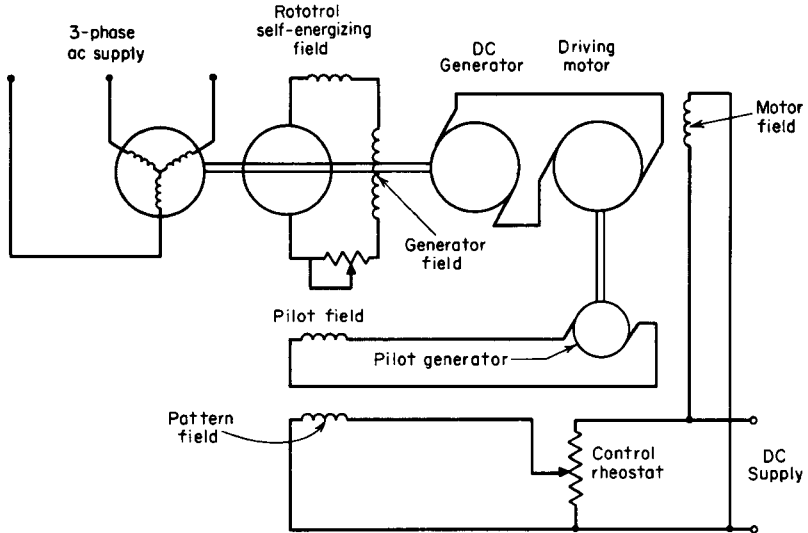 3-phase
ac supply
Rototrol
self-energizing
field
DC
Generator
Driving
motor
Motor
field
Generator
field
Pilot field
Pilot generator
Pattern
field
Control
rheostat
DC
Supply